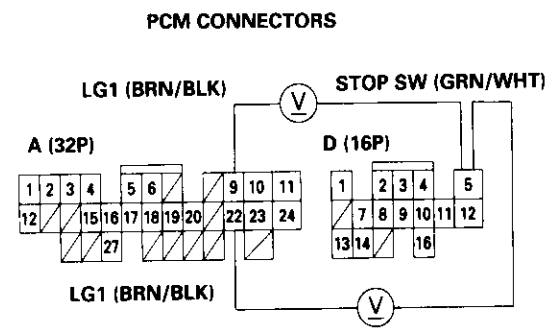 PCM CONNECTORS
LG1 (BRN/BLK)
STOP SW (GRN/WHT)
V
A (32P)
D (16P)
1 2 3 4 5 6 9 10 11
12 15 16 17 18 19 20 22 23 24
27
1 2 3 4 5
7 8 9 10 11 12
13 14 16
LG1 (BRN/BLK)
V